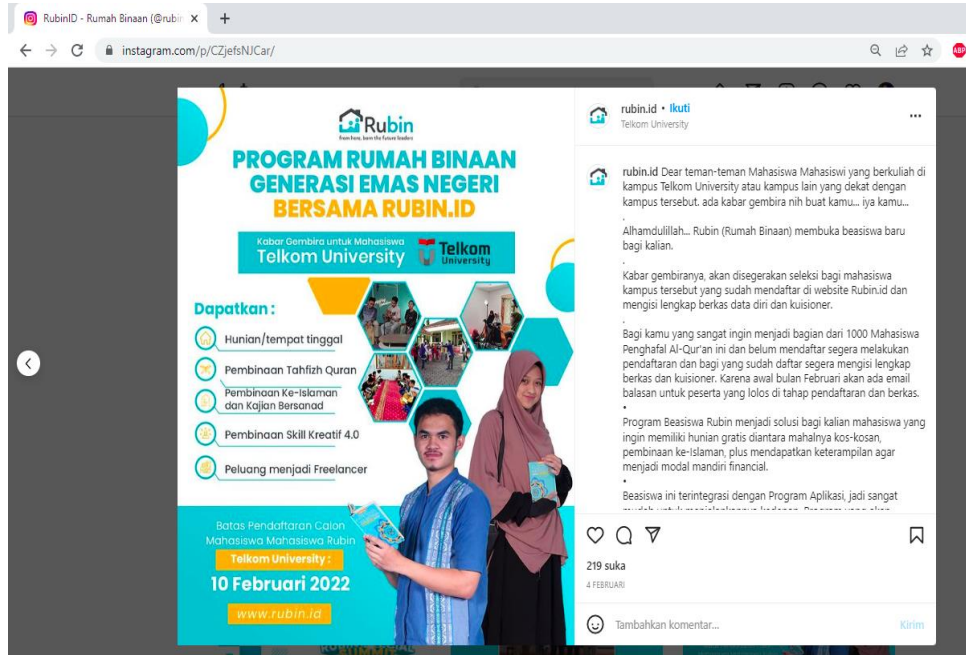 RubinID - Rumah Binaan (@rubin
instagram.com/p/CZjefsNJCar/
ABP
Rubin
from here, born the future leaders
PROGRAM RUMAH BINAAN
GENERASI EMAS NEGERI
BERSAMA RUBIN.ID
Kabar Gembira untuk Mahasiswa
Telkom University
Telkom
University
Dapatkan :
Hunian/tempat tinggal
Pembinaan Tahfizh Quran
Pembinaan Ke-Islaman
dan Kajian Bersanad
Pembinaan Skill Kreatif 4.0
Peluang menjadi Freelancer
Batas Pendaftaran Calon
Mahasiswa Mahasiswa Rubin
Telkom University :
10 Februari 2022
www.rubin.id
rubin.id • Ikuti
Telkom University
rubin.id Dear teman-teman Mahasiswa Mahasiswi yang berkuliah di
kampus Telkom University atau kampus lain yang dekat dengan
kampus tersebut. ada kabar gembira nih buat kamu... iya kamu...
.
Alhamdulillah... Rubin (Rumah Binaan) membuka beasiswa baru
bagi kalian.
.
Kabar gembiranya, akan disegerakan seleksi bagi mahasiswa
kampus tersebut yang sudah mendaftar di website Rubin.id dan
mengisi lengkap berkas data diri dan kuisioner.
.
Bagi kamu yang sangat ingin menjadi bagian dari 1000 Mahasiswa
Penghafal Al-Qur'an ini dan belum mendaftar segera melakukan
pendaftaran dan bagi yang sudah daftar segera mengisi lengkap
berkas dan kuisioner. Karena awal bulan Februari akan ada email
balasan untuk peserta yang lolos di tahap pendaftaran dan berkas.
•
Program Beasiswa Rubin menjadi solusi bagi kalian mahasiswa yang
ingin memiliki hunian gratis diantara mahalnya kos-kosan,
pembinaan ke-Islaman, plus mendapatkan keterampilan agar
menjadi modal mandiri financial.
•
Beasiswa ini terintegrasi dengan Program Aplikasi, jadi sangat
219 suka
4 FEBRUARI
Tambahkan komentar...
Kirim